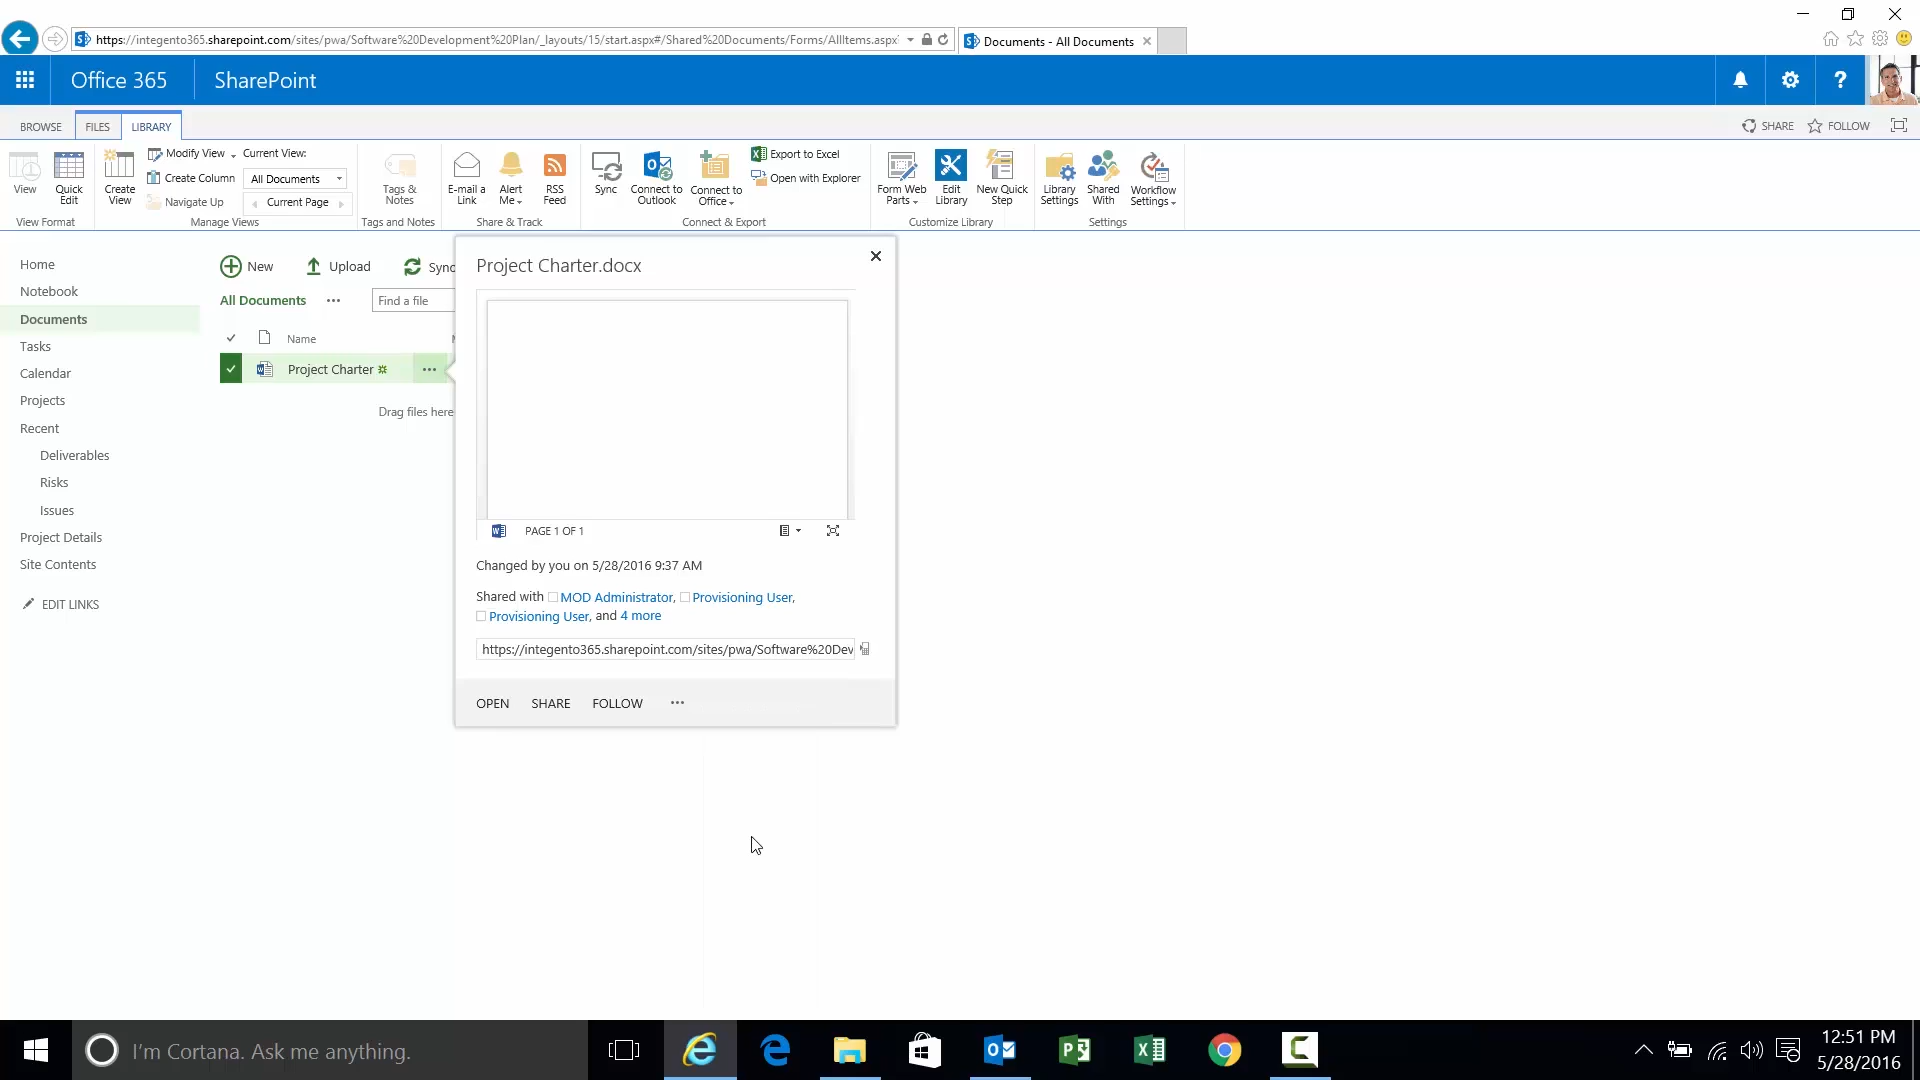 https://integento365.sharepoint.com/sites/pwa/Software%20Development%20Plan/_layouts/15/start.aspx#/Shared%20Documents/Forms/AllItems.aspx
Documents - All Documents
Office 365
SharePoint
BROWSE
FILES
LIBRARY
SHARE
FOLLOW
View
Quick Edit
View Format
Create View
Modify View
Create Column
Navigate Up
Current View:
All Documents
Current Page
Manage Views
Tags & Notes
Tags and Notes
E-mail a Link
Alert Me
RSS Feed
Share & Track
Sync
Connect to Outlook
Connect to Office
Export to Excel
Open with Explorer
Connect & Export
Form Web Parts
Edit Library
New Quick Step
Customize Library
Library Settings
Shared With
Workflow Settings
Settings
Home
Notebook
Documents
Tasks
Calendar
Projects
Recent
Deliverables
Risks
Issues
Project Details
Site Contents
EDIT LINKS
New
Upload
Sync
All Documents
Find a file
Name
Project Charter
Drag files here
Project Charter.docx
PAGE 1 OF 1
Changed by you on 5/28/2016 9:37 AM
Shared with MOD Administrator, Provisioning User,
Provisioning User, and 4 more
https://integento365.sharepoint.com/sites/pwa/Software%20Dev
OPEN
SHARE
FOLLOW
I'm Cortana. Ask me anything.
12:51 PM
5/28/2016